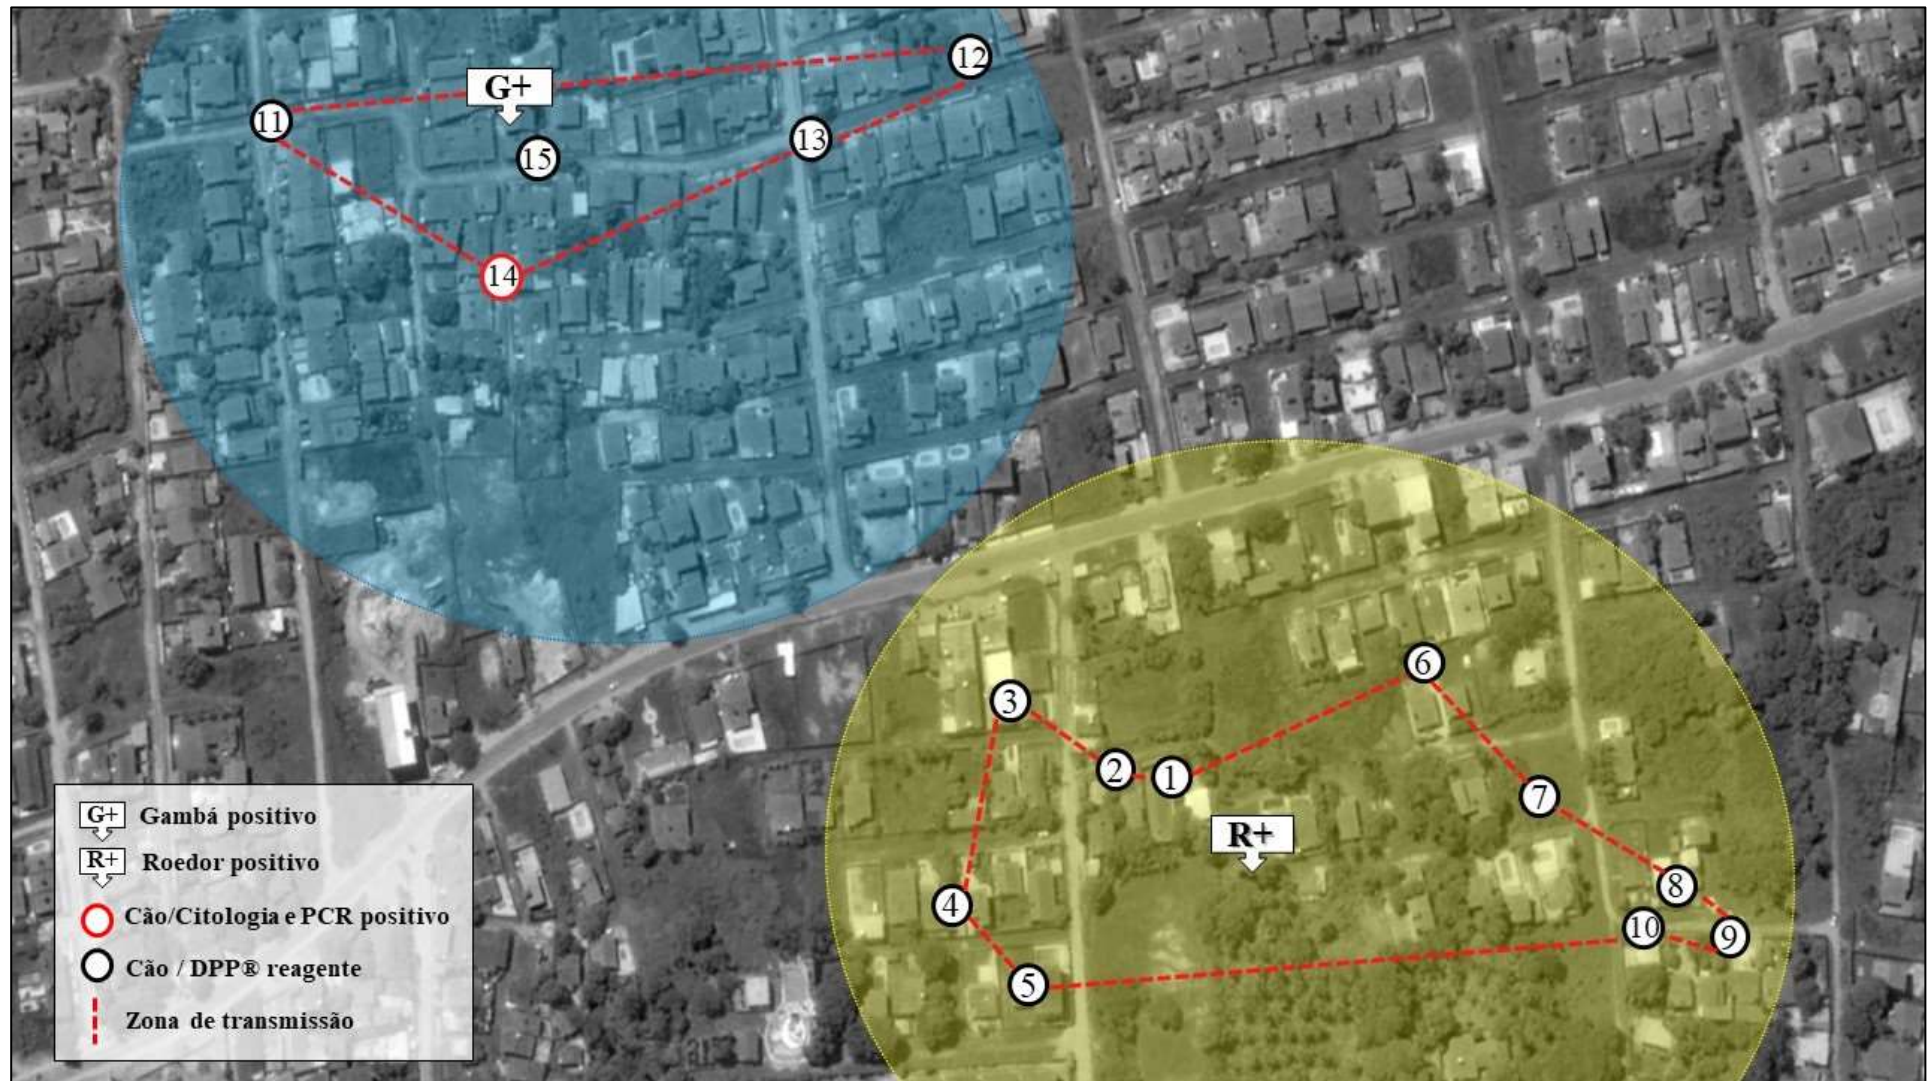 12
G+
11
13
15
14
6
3
2
1
7
R+
8
4
10
9
5
G+ Gambá positivo
R+ Roedor positivo
Cão/Citologia e PCR positivo
Cão / DPP® reagente
Zona de transmissão